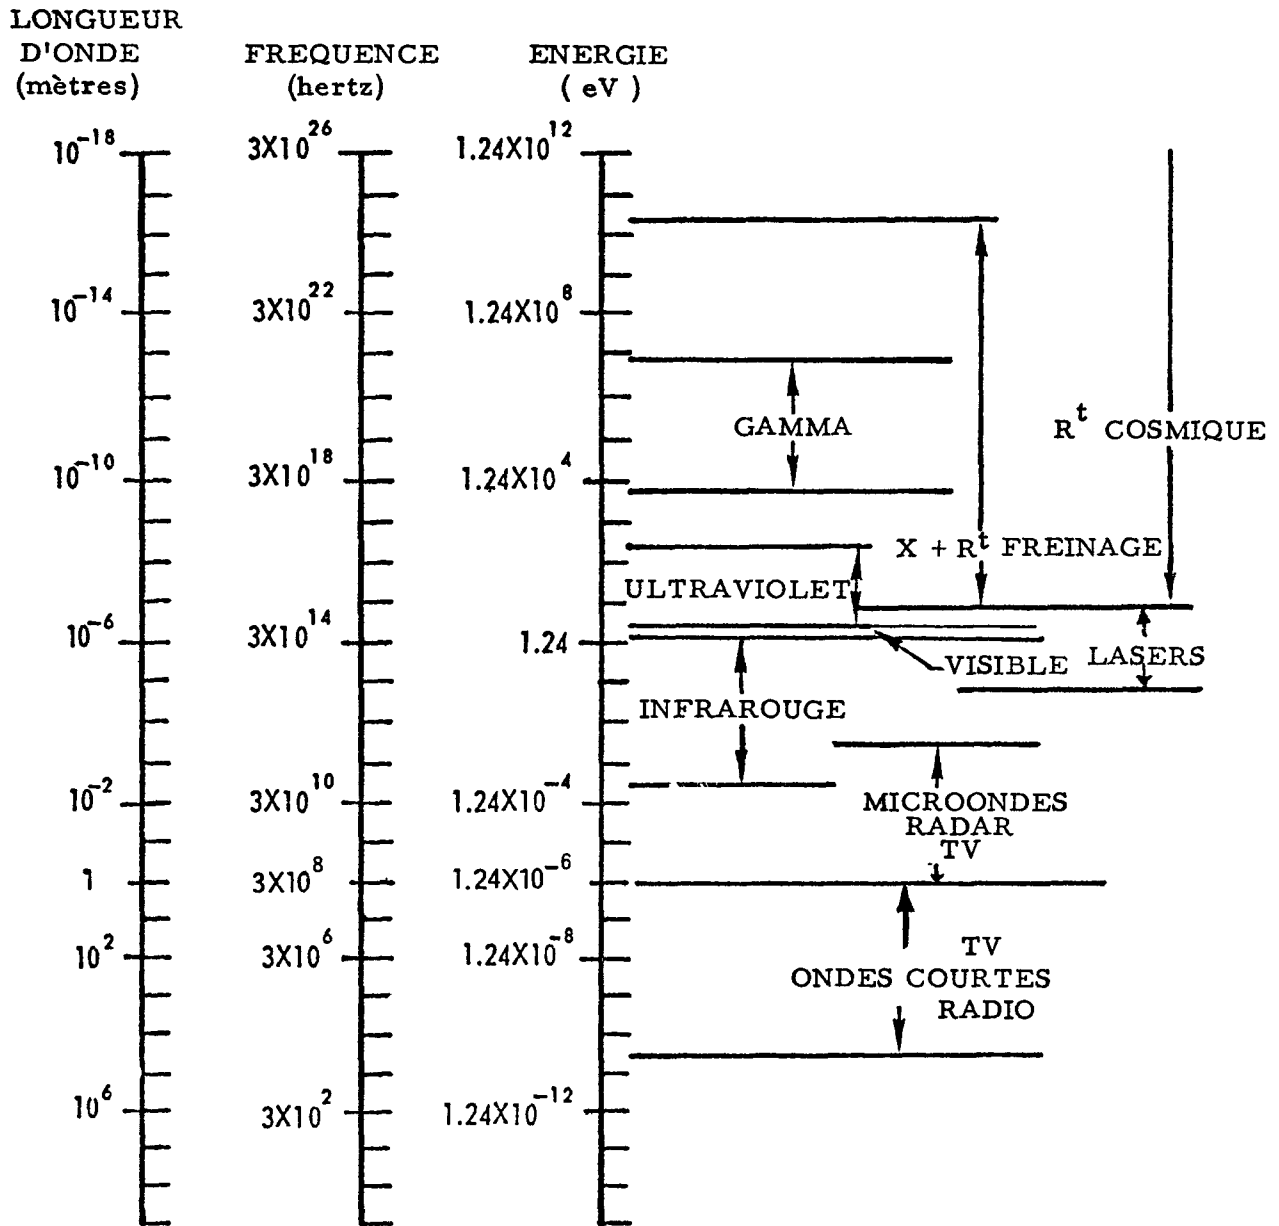 LONGUEUR
D'ONDE
(mètres)
FREQUENCE
(hertz)
ENERGIE
( eV )
10^-18
3X10^26
1.24X10^12
10^-14
3X10^22
1.24X10^8
GAMMA
R^t COSMIQUE
10^-10
3X10^18
1.24X10^4
X + R^t FREINAGE
ULTRAVIOLET
10^-6
3X10^14
1.24
VISIBLE
LASERS
INFRAROUGE
10^-2
3X10^10
1.24X10^-4
MICROONDES
RADAR
TV
1
3X10^8
1.24X10^-6
10^2
3X10^6
1.24X10^-8
TV
ONDES COURTES
RADIO
10^6
3X10^2
1.24X10^-12